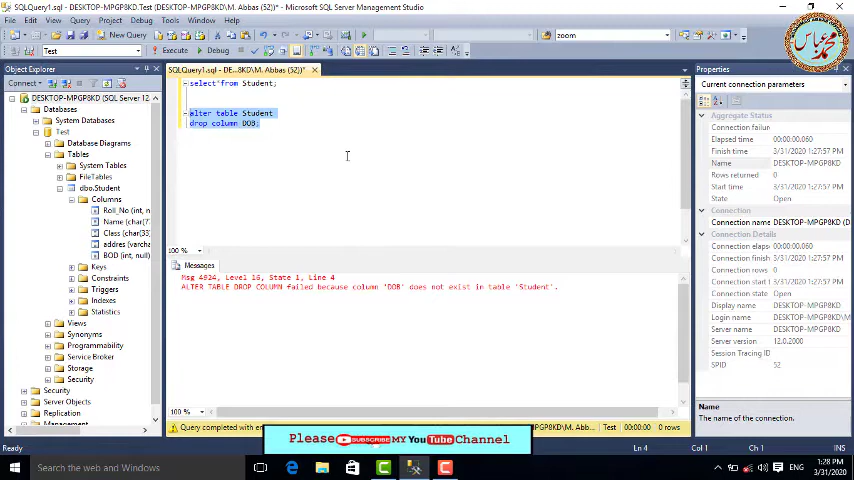 SQLQuery1.sql - DESKTOP-MPGP8KD.Test (DESKTOP-MPGP8KD\M. Abbas (52))* - Microsoft SQL Server Management Studio
File Edit View Query Project Debug Tools Window Help
New Query
zoom
Test
Execute
Debug
Object Explorer
SQLQuery1.sql - DE...8KD\M. Abbas (52))*
Properties
Connect
Current connection parameters
DESKTOP-MPGP8KD (SQL Server 12.
Databases
System Databases
Test
Database Diagrams
Tables
System Tables
FileTables
dbo.Student
Columns
Roll_No (int, n
Name (char(7
Class (char(33)
addres (varcha
BOD (int, null)
Keys
Constraints
Triggers
Indexes
Statistics
Views
Synonyms
Programmability
Service Broker
Storage
Security
Security
Server Objects
Replication
Management
select*from Student;
alter table Student
drop column DOB;
100 %
Messages
Msg 4924, Level 16, State 1, Line 4
ALTER TABLE DROP COLUMN failed because column 'DOB' does not exist in table 'Student'.
100 %
Query completed with err
MPGP8KD\M. Abb...
Test
00:00:00
0 rows
Aggregate Status
Connection failur
Elapsed time 00:00:00.060
Finish time 3/31/2020 1:27:57 PM
Name DESKTOP-MPGP8KD
Rows returned 0
Start time 3/31/2020 1:27:57 PM
State Open
Connection
Connection name DESKTOP-MPGP8KD (D
Connection Details
Connection elaps 00:00:00.060
Connection finish 3/31/2020 1:27:57 PM
Connection rows 0
Connection start t 3/31/2020 1:27:57 PM
Connection state Open
Display name DESKTOP-MPGP8KD
Login name DESKTOP-MPGP8KD\M
Server name DESKTOP-MPGP8KD
Server version 12.0.2000
Session Tracing ID
SPID 52
Name
The name of the connection.
Please SUBSCRIBE MY YouTube Channel
Ready
Ln 4
Col 1
Ch 1
INS
Search the web and Windows
ENG
1:28 PM
3/31/2020